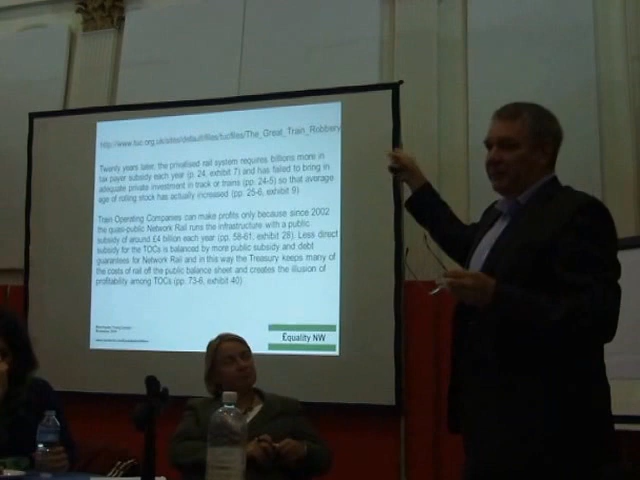 http://www.tuc.org.uk/sites/default/files/tucfiles/The_Great_Train_Robbery
Twenty years later, the privatised rail system requires billions more in
tax payer subsidy each year (p. 24, exhibit 7) and has failed to bring in
adequate private investment in track or trains (pp. 24-5) so that average
age of rolling stock has actually increased (pp. 25-6, exhibit 9)
Train Operating Companies can make profits only because since 2002
the quasi-public Network Rail runs the infrastructure with a public
subsidy of around £4 billion each year (pp. 58-61, exhibit 28). Less direct
subsidy for the TOCs is balanced by more public subsidy and debt
guarantees for Network Rail and in this way the Treasury keeps many of
the costs of rail off the public balance sheet and creates the illusion of
profitability among TOCs (pp. 73-6, exhibit 40)
Equality NW